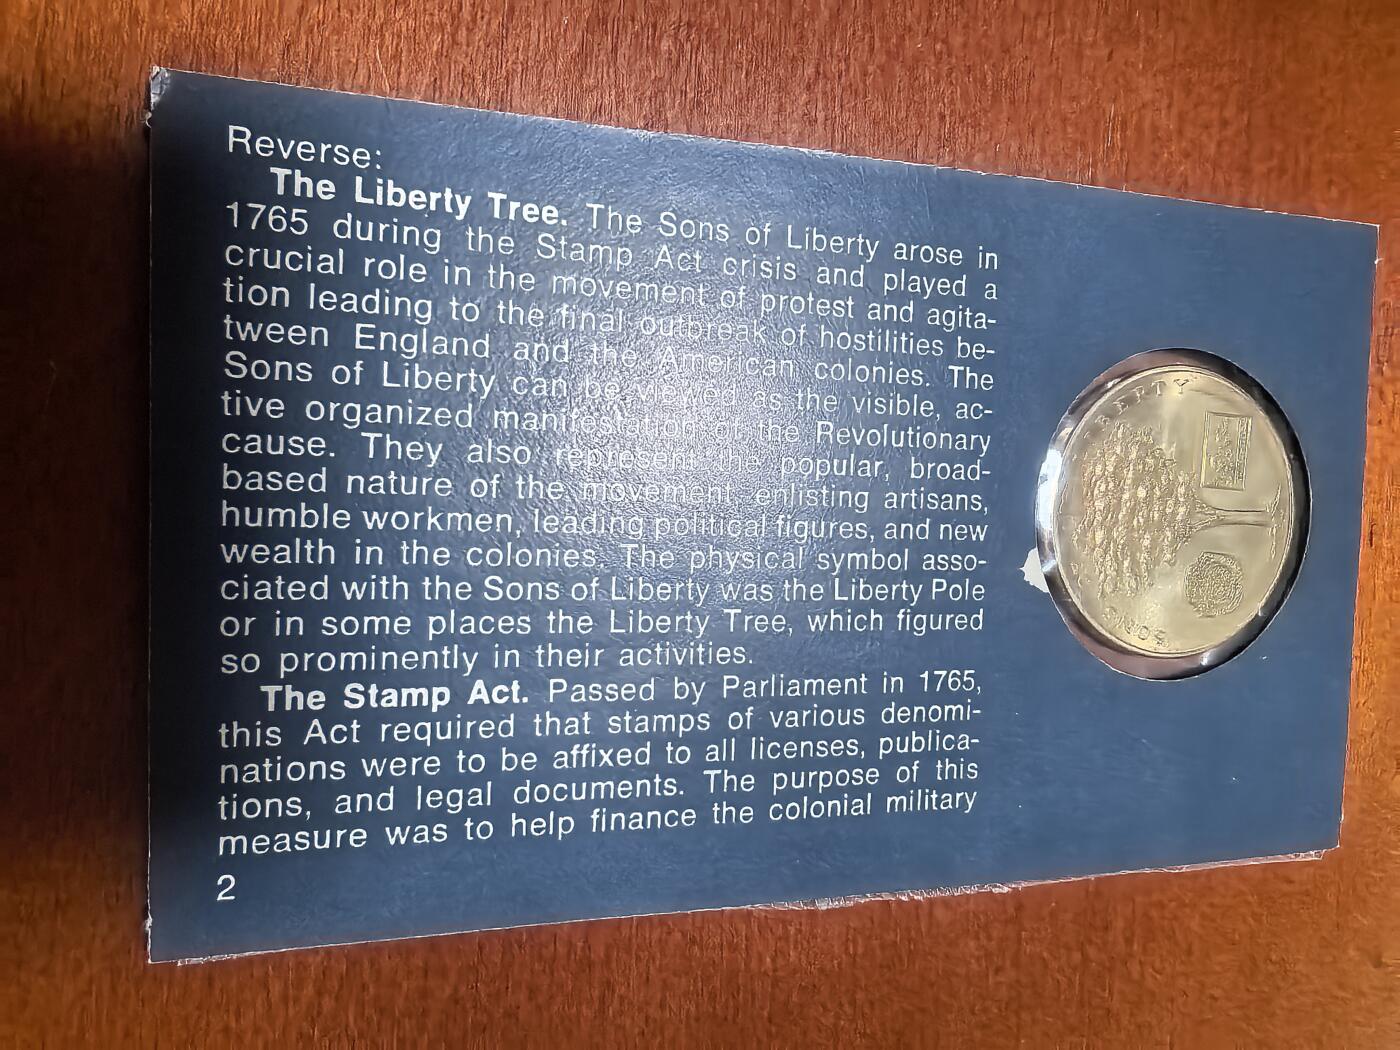 Reverse:
The Liberty Tree. The Sons of Liberty arose in
1765 during the Stamp Act crisis and played a
crucial role in the movement of protest and agita-
tion leading to the final outbreak of hostilities be-
tween England and the American colonies. The
Sons of Liberty can be viewed as the visible, ac-
tive organized manifestation of the Revolutionary
cause. They also represent the popular, broad-
based nature of the movement, enlisting artisans,
humble workmen, leading political figures, and new
wealth in the colonies. The physical symbol asso-
ciated with the Sons of Liberty was the Liberty Pole
or in some places the Liberty Tree, which figured
so prominently in their activities.
The Stamp Act. Passed by Parliament in 1765,
this Act required that stamps of various denomi-
nations were to be affixed to all licenses, publica-
tions, and legal documents. The purpose of this
measure was to help finance the colonial military
2
SONS
LIBERTY